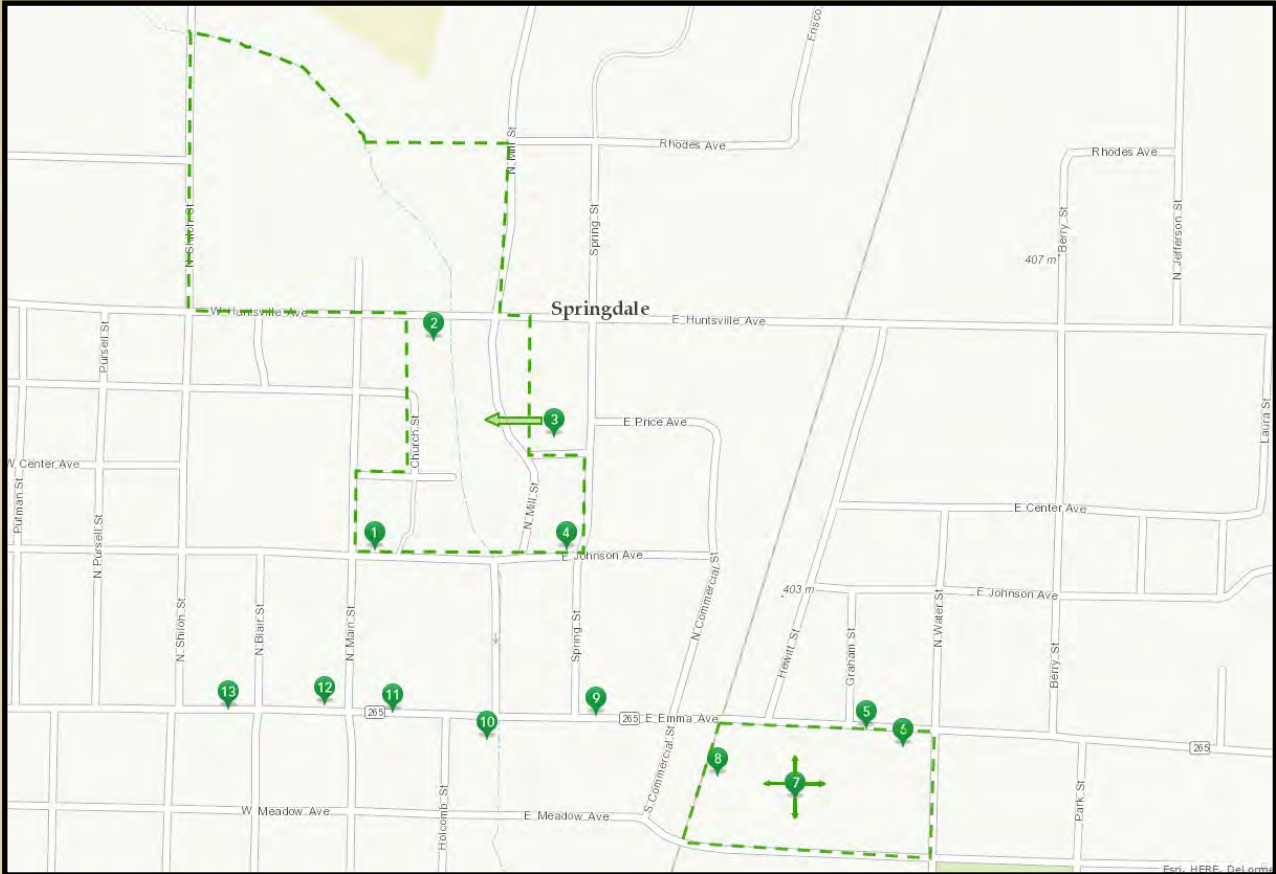 Frisco
N. Mill St
Rhodes Ave
Rhodes Ave
N. Shiloh St
Spring St
Berry St
N. Jefferson St
407 m
W. Huntsville Ave
Springdale
E. Huntsville Ave
2
Pursell St
3
Church St
E Price Ave
Laura St
W Center Ave
Putman St
N. Mill St
E Center Ave
N. Pursell St
1
4
E Johnson Ave
403 m
E Johnson Ave
N. Shiloh St
N. Blair St
N. Main St
Spring St
N. Commercial St
Hewitt St
Graham St
N. Water St
Berry St
13
12
11
265
10
9
265
E Emma Ave
5
6
265
8
7
S. Commercial St
Park St
W Meadow Ave
Holcomb St
E Meadow Ave
Esri, HERE, DeLorme